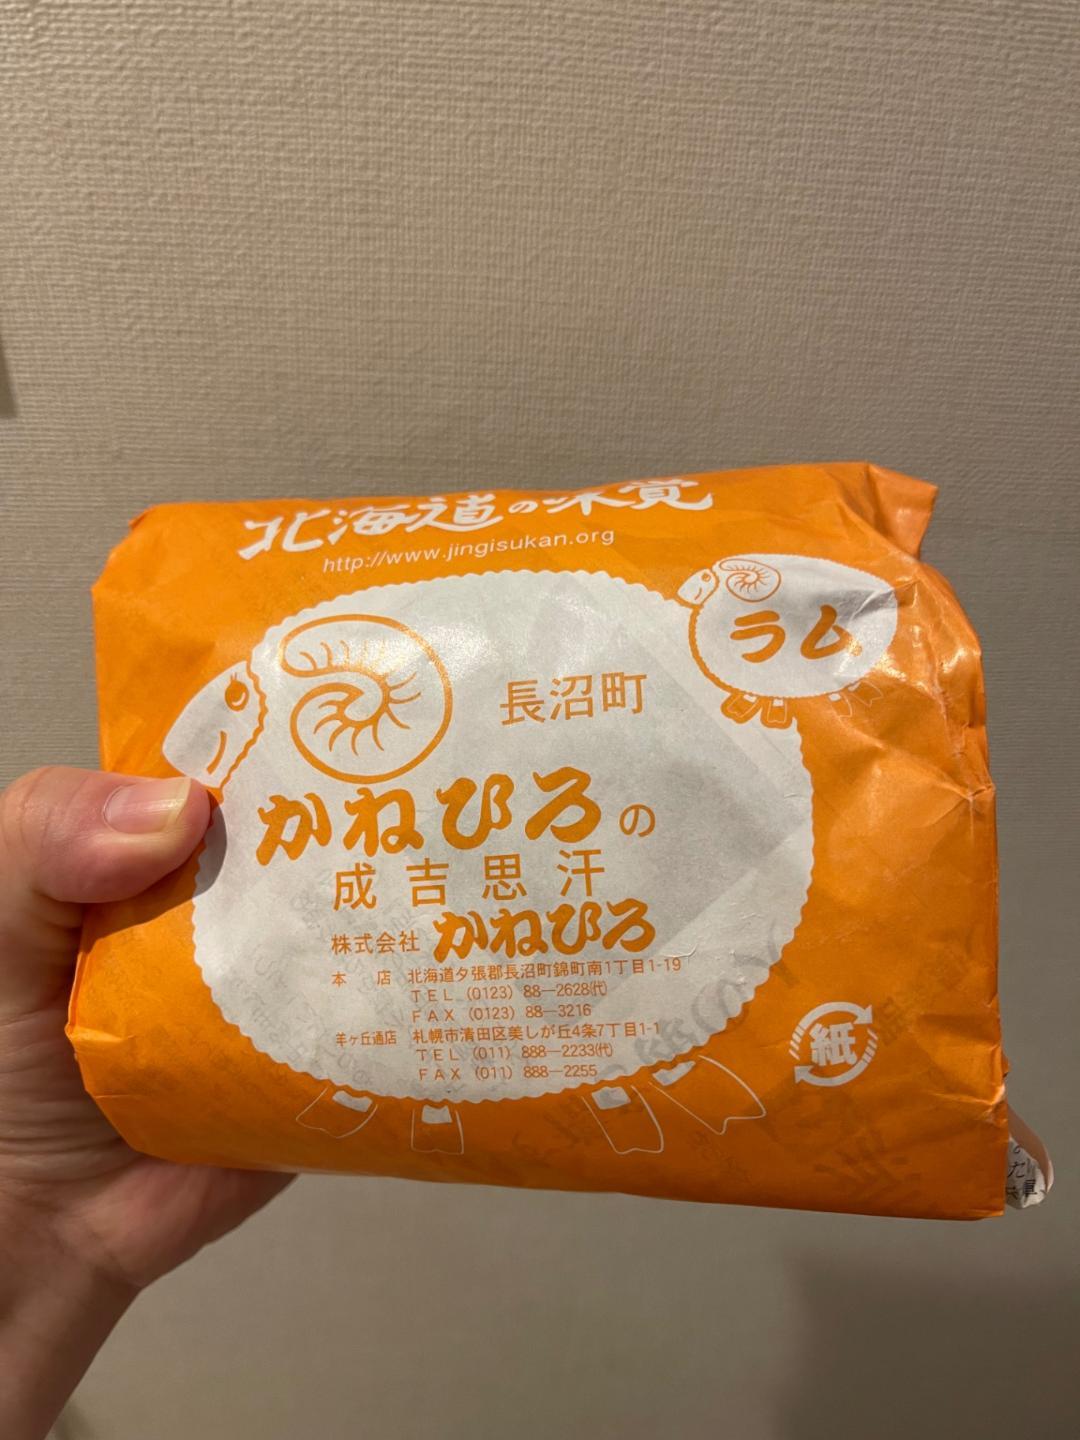 北海道の味覚
http://www.jingisukan.org
ラム
長沼町
かねひろの
成吉思汗
株式会社 かねひろ
本 店 北海道夕張郡長沼町錦町南1丁目1-19
TEL (0123) 88―2628㈹
FAX (0123) 88―3216
羊ヶ丘通店 札幌市清田区美しが丘4条7丁目1-1
TEL (011) 888―2233㈹
FAX (011) 888―2255
紙